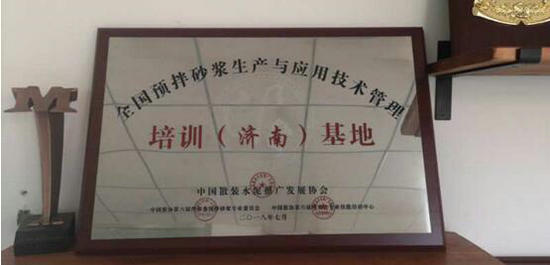 全国预拌砂浆生产与应用技术管理
培训（济南）基地
中国散装水泥推广发展协会
二〇一八年七月